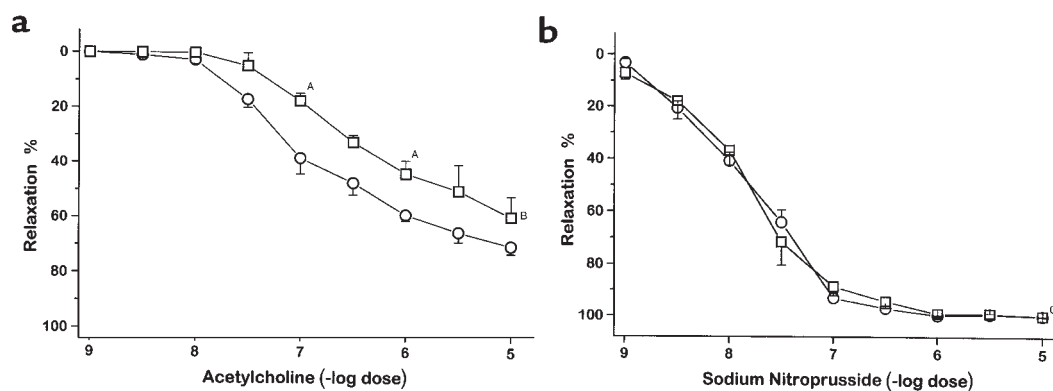 a
0
20
40
60
80
100
Relaxation %
A
A
B
9 8 7 6 5
Acetylcholine (-log dose)
b
0
20
40
60
80
100
Relaxation %
9 8 7 6 5
Sodium Nitroprusside (-log dose)